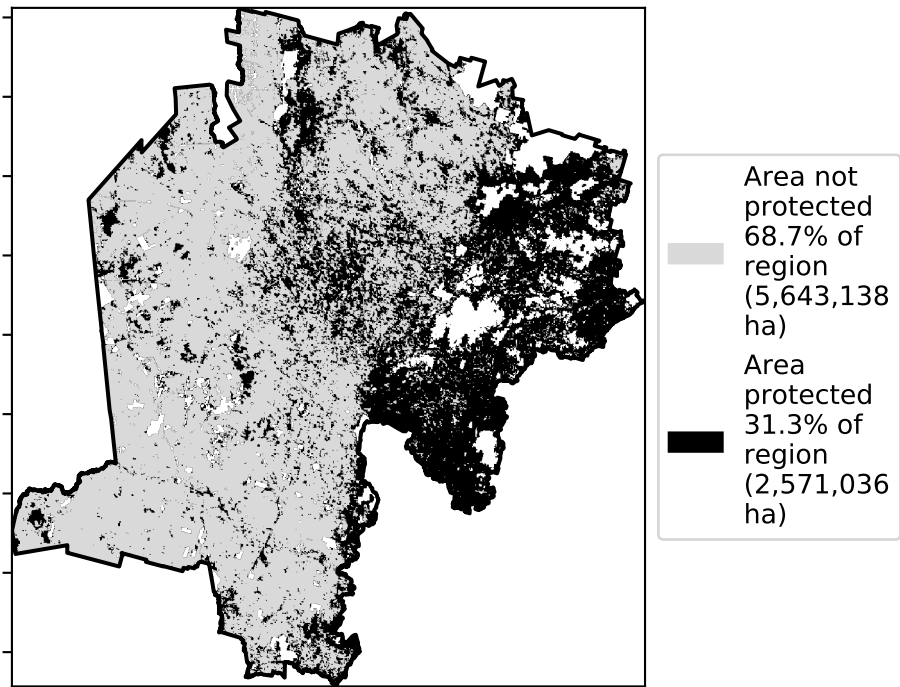 Area not
protected
68.7% of
region
(5,643,138
ha)
Area
protected
31.3% of
region
(2,571,036
ha)